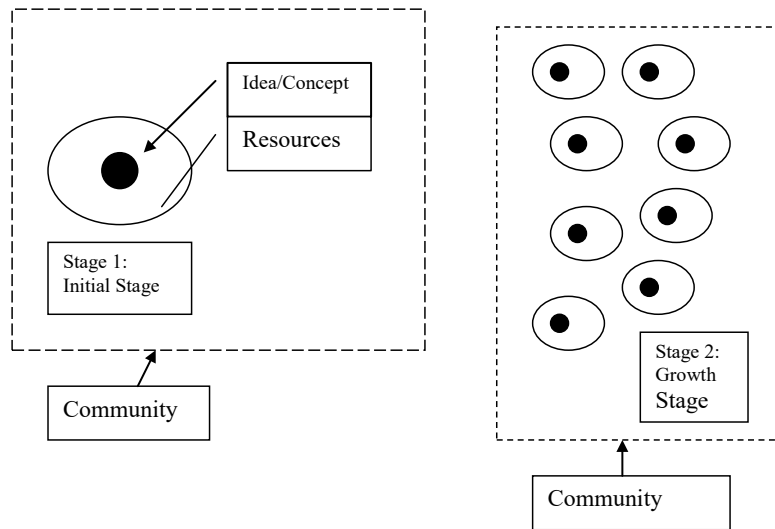 Idea/Concept
Resources
Stage 1:
Initial Stage
Community
Stage 2:
Growth
Stage
Community